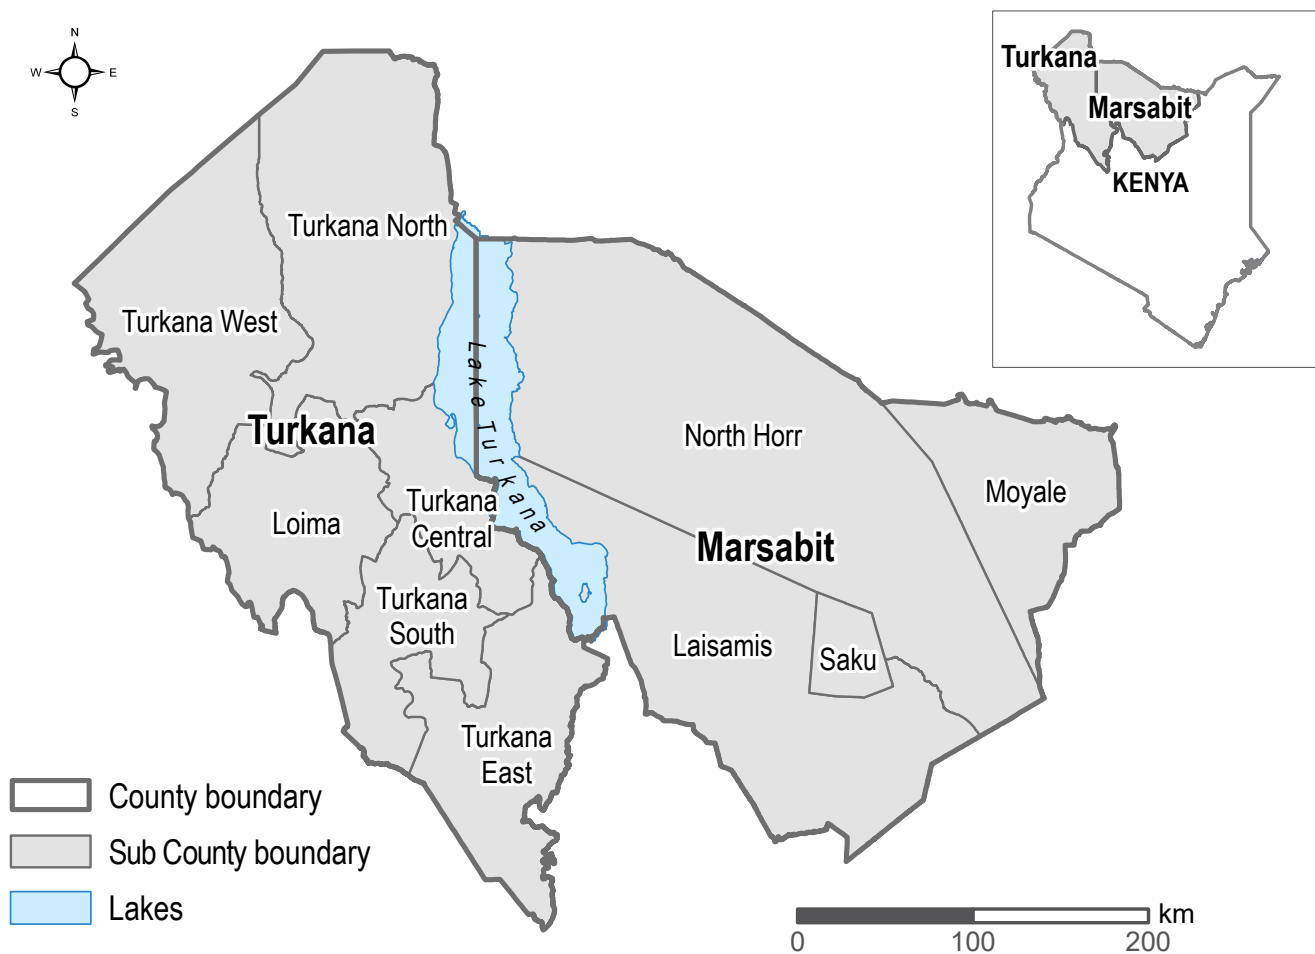 N
W
E
S
Turkana
Marsabit
KENYA
Turkana North
Turkana West
Lake Turkana
Turkana
North Horr
Moyale
Turkana
Central
Loima
Marsabit
Turkana
South
Laisamis
Saku
Turkana
East
County boundary
Sub County boundary
Lakes
km
0
100
200